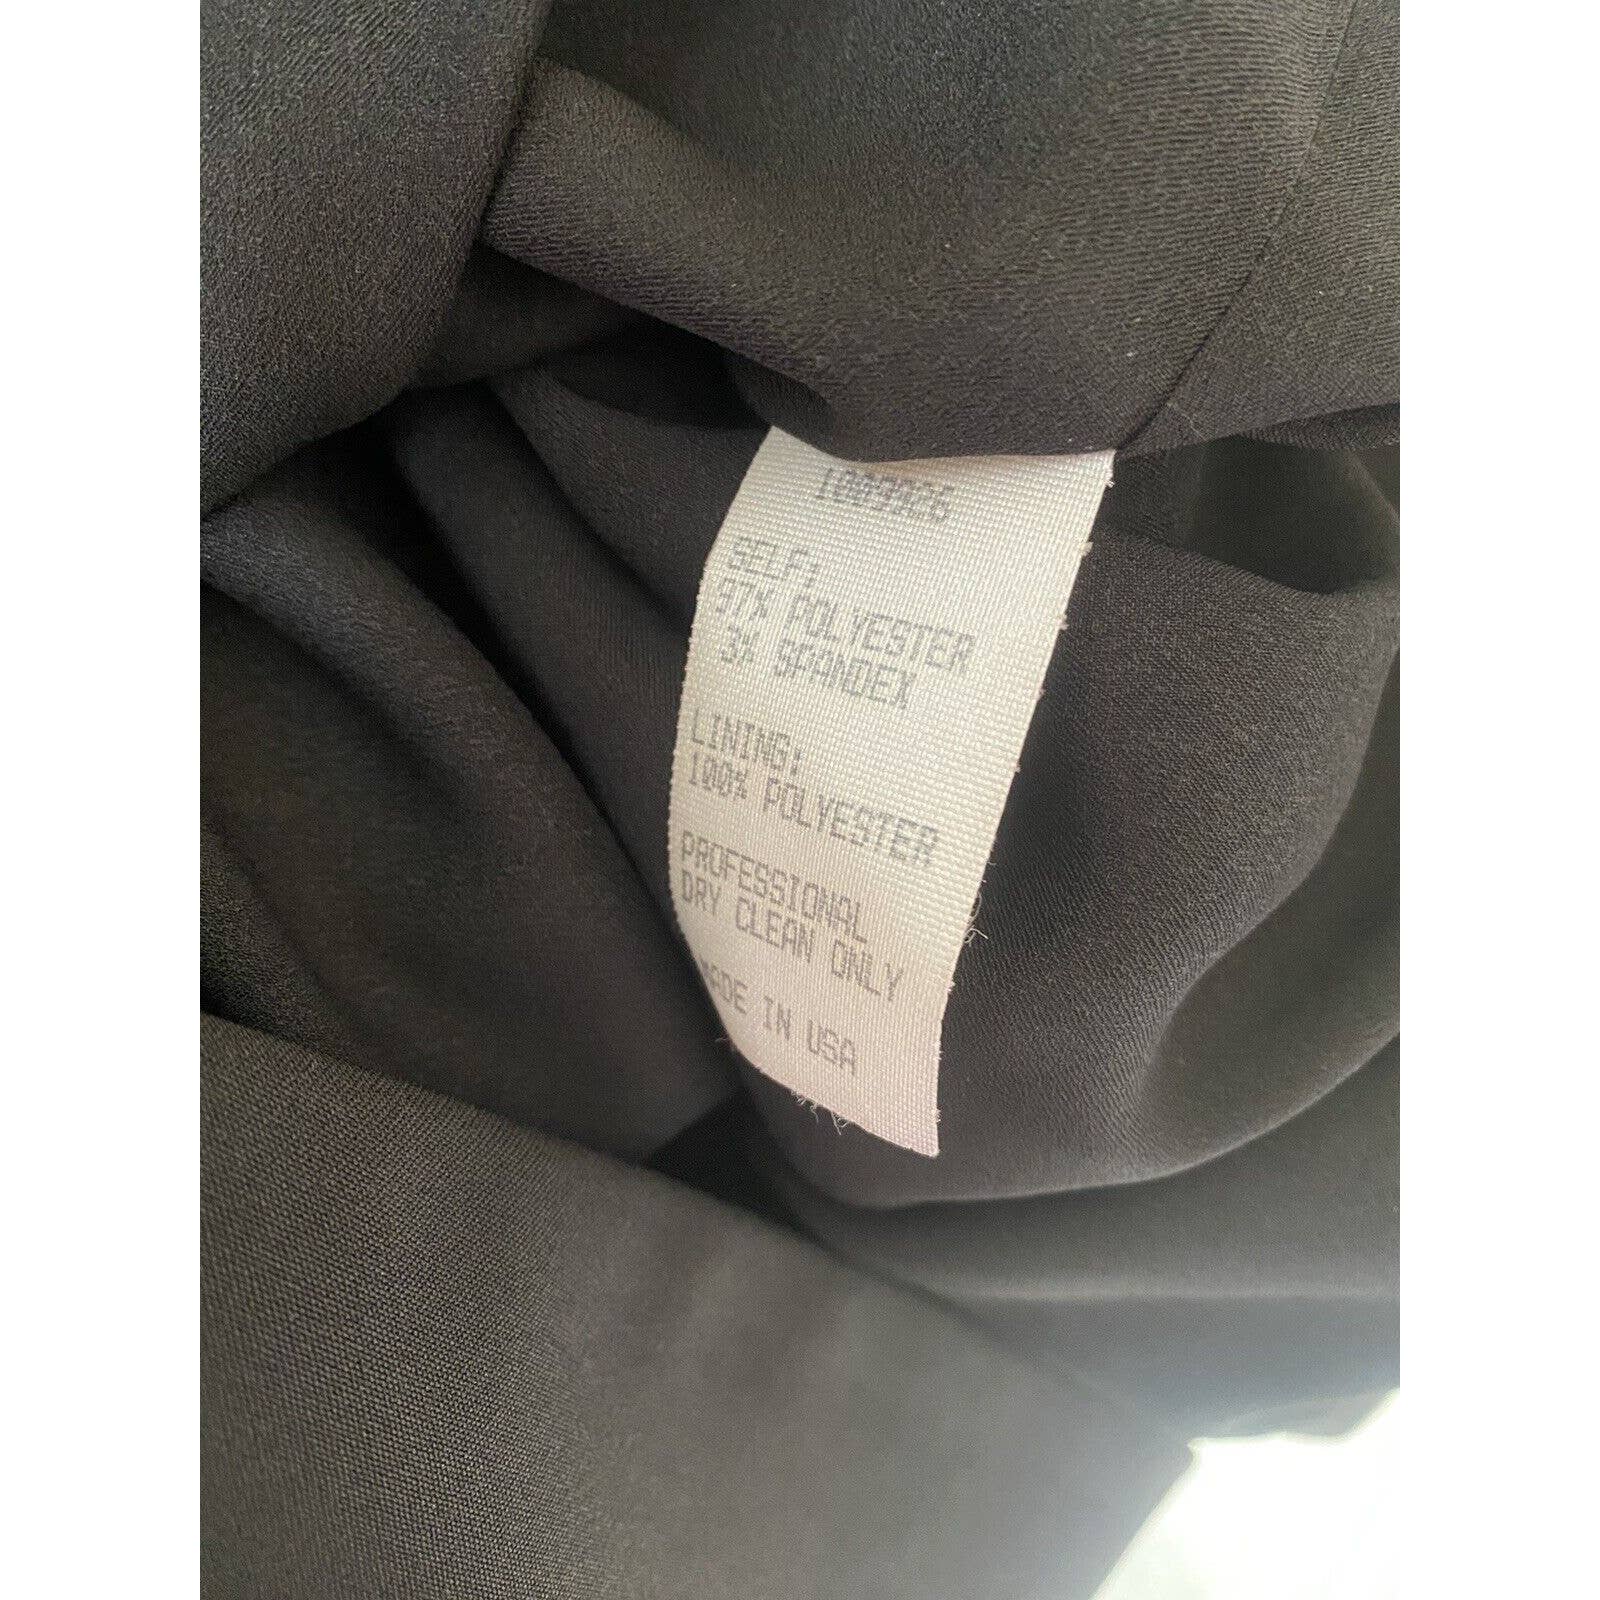 SELF:
97% POLYESTER
3% SPANDEX
LINING:
100% POLYESTER
PROFESSIONAL
DRY CLEAN ONLY
MADE IN USA